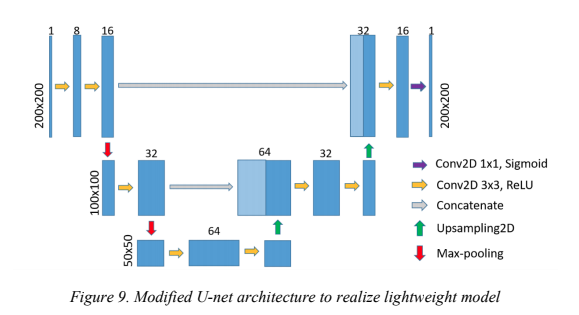 1
8
16
32
16
1
200x200
200x200
32
64
32
100x100
64
50x50
Conv2D 1x1, Sigmoid
Conv2D 3x3, ReLU
Concatenate
Upsampling2D
Max-pooling
Figure 9. Modified U-net architecture to realize lightweight model